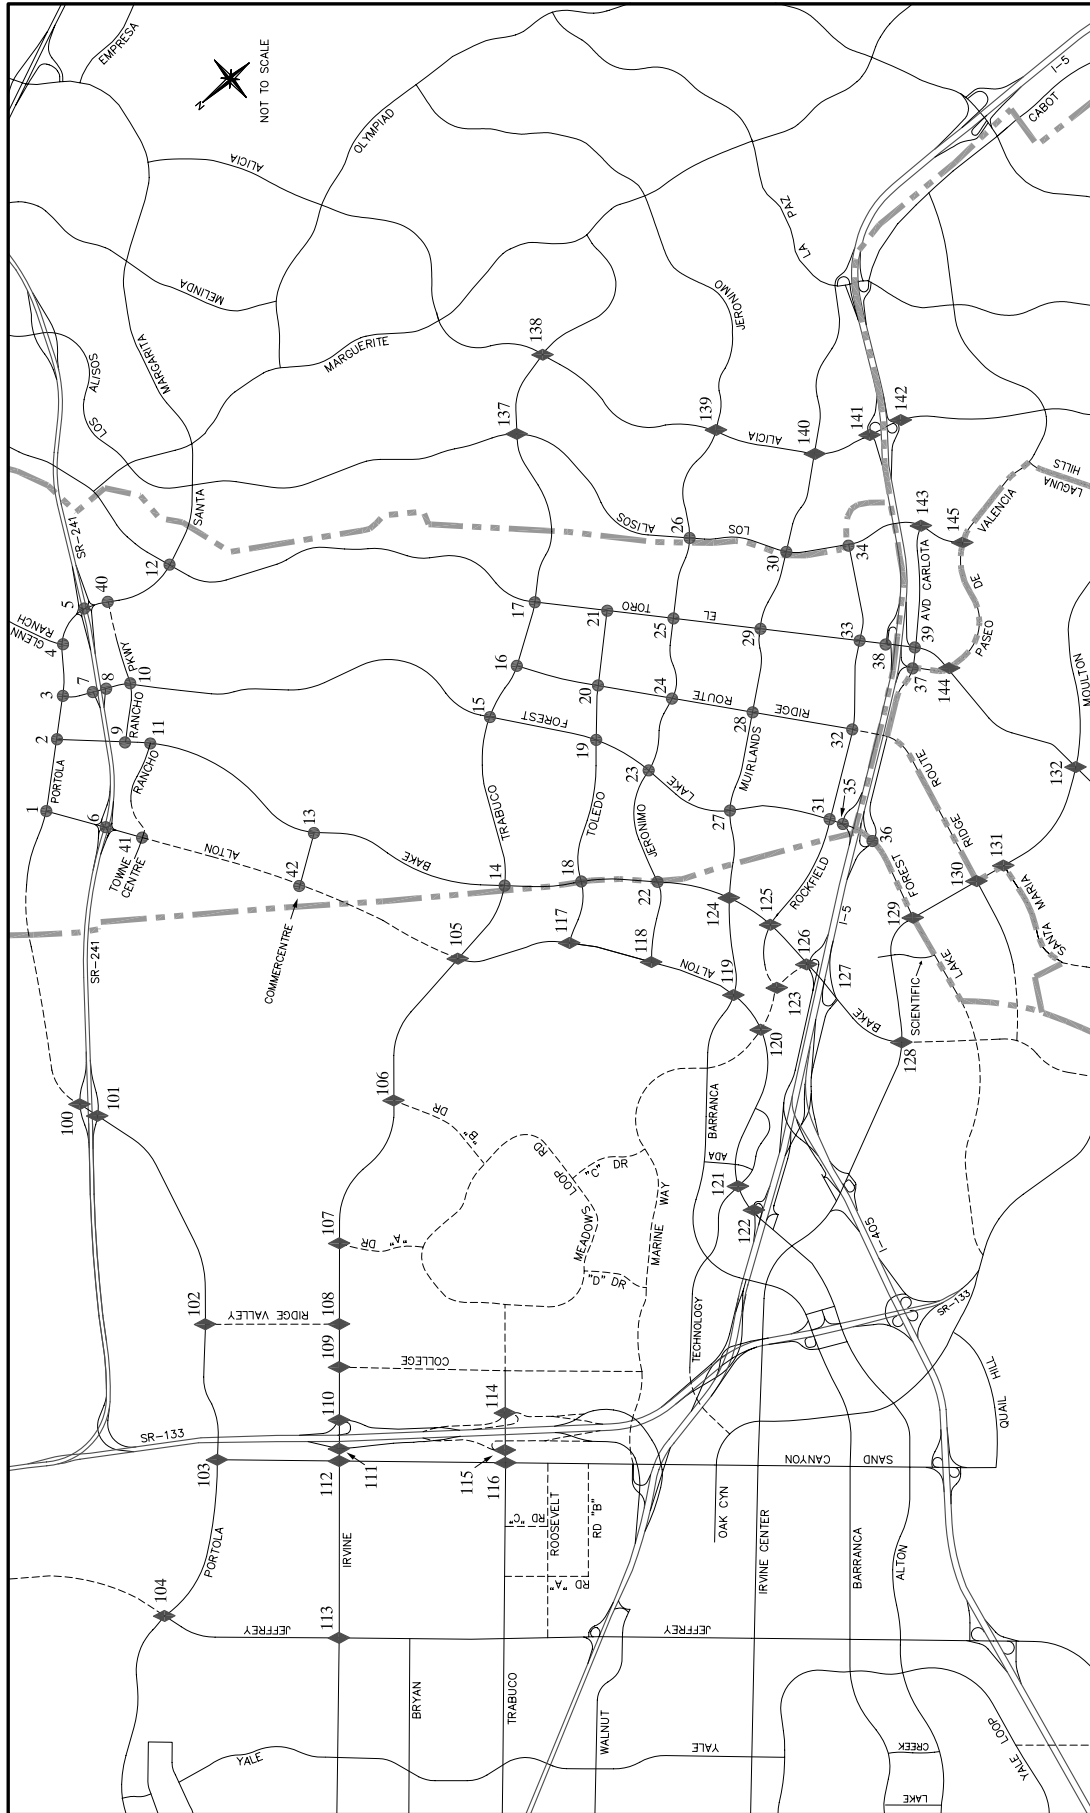 EMPRESA
N
NOT TO SCALE
OLYMPIAD
ALICIA
MELINDA
LA PAZ
I-5
CABOT
ALISOS
LOS
MARGARITA
SANTA
MARGUERITE
JERONIMO
138
137
139
ALICIA
140
141
142
SR-241
GLENN
RANCH
4
5
40
12
3
7
8
10
PKWY
RANCHO
2
9
11
RANCHO
1
PORTOLA
6
41
TOWNE
CENTRE
ALTON
42
13
BAKE
COMMERCENTRE
SR-241
17
16
15
TRABUCO
14
FOREST
TOLEDO
21
20
19
18
TORO
EL
25
24
23
JERONIMO
22
ALISOS
LOS
26
30
34
29
33
38
39
37
ROUTE
RIDGE
28
32
MUIRLANDS
LAKE
27
31
35
36
ROCKFIELD
I-5
143
145
AVD CARLOTA
144
PASEO
DE
VALENCIA
LAGUNA
HILLS
MOULTON
132
ROUTE
RIDGE
131
130
129
FOREST
LAKE
SANTA MARIA
SCIENTIFIC
128
BAKE
127
126
125
124
123
120
119
118
117
ALTON
105
106
100
101
102
103
104
"B"
DR
LOOP RD
"C" DR
MEADOWS
MARINE WAY
"D" DR
"A" DR
107
108
109
110
111
112
113
RIDGE VALLEY
COLLEGE
BARRANCA
ADA
121
122
TECHNOLOGY
I-405
SR-133
SR-133
114
115
116
QUAIL HILL
SAND CANYON
OAK CYN
RD "C"
ROOSEVELT
RD "B"
RD "A"
IRVINE
IRVINE CENTER
BARRANCA
ALTON
PORTOLA
JEFFREY
JEFFREY
BRYAN
TRABUCO
WALNUT
YALE
YALE
CREEK
LAKE
YALE LOOP